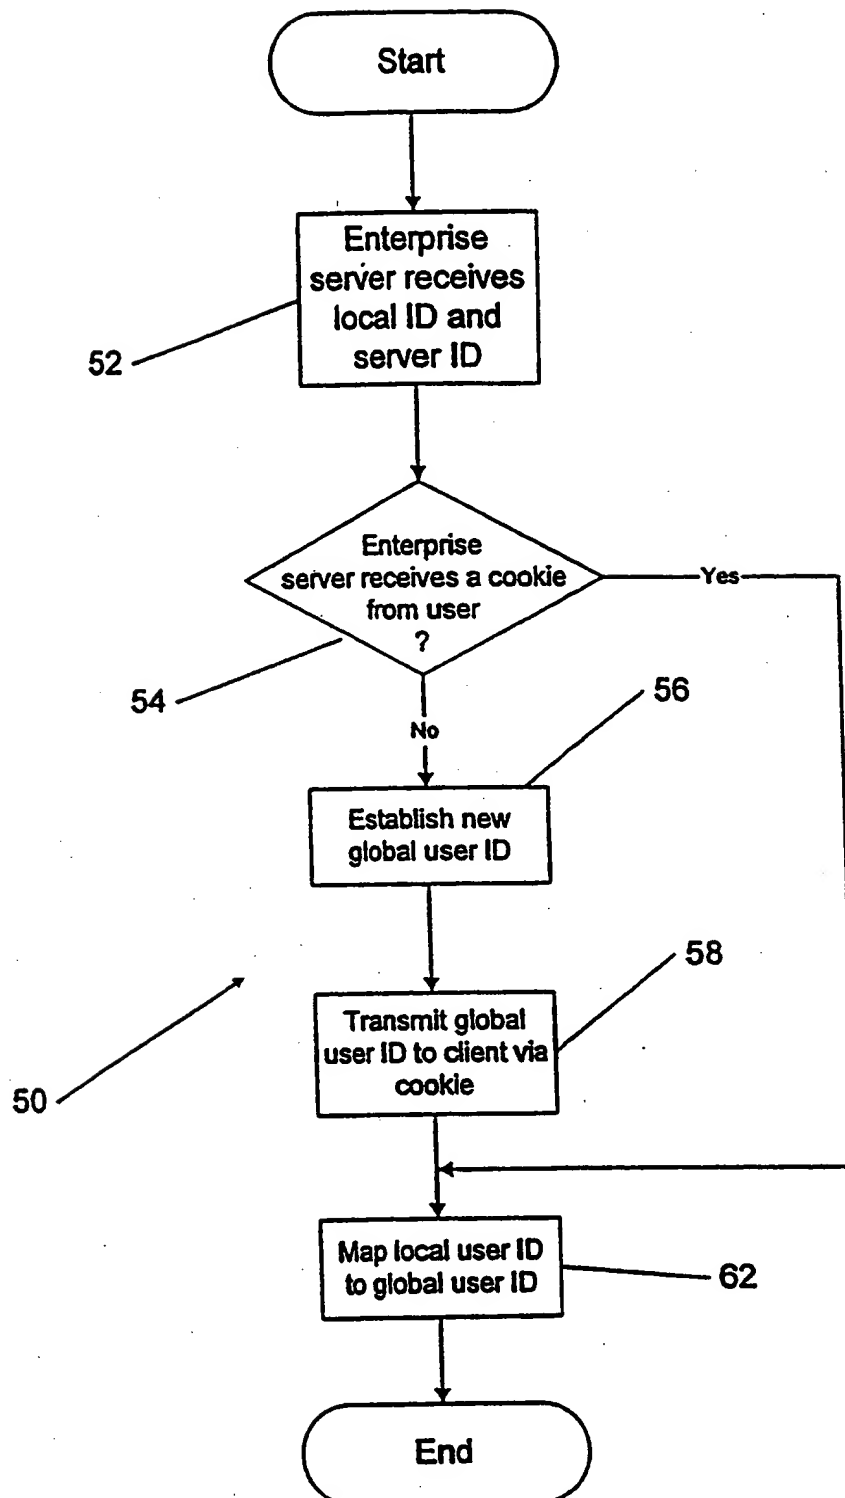 Start
Enterprise
server receives
local ID and
server ID
52
Enterprise
server receives a cookie
from user
?
Yes
54
No
56
Establish new
global user ID
58
Transmit global
user ID to client via
cookie
50
Map local user ID
to global user ID
62
End